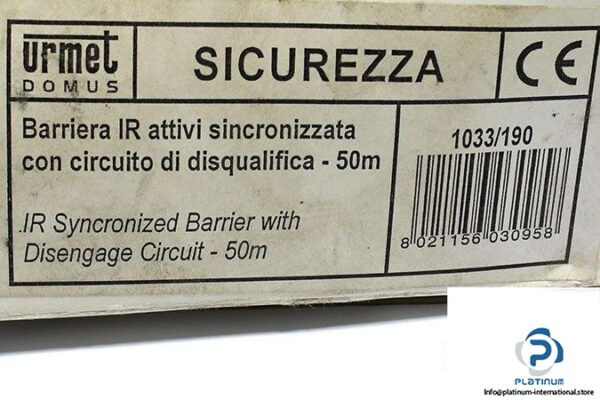 urmet
DOMUS
SICUREZZA
CE
Barriera IR attivi sincronizzata
con circuito di disqualifica - 50m
.IR Syncronized Barrier with
Disengage Circuit - 50m
1033/190
8 021156 030958
PLATINUM
Info@platinum-international.store